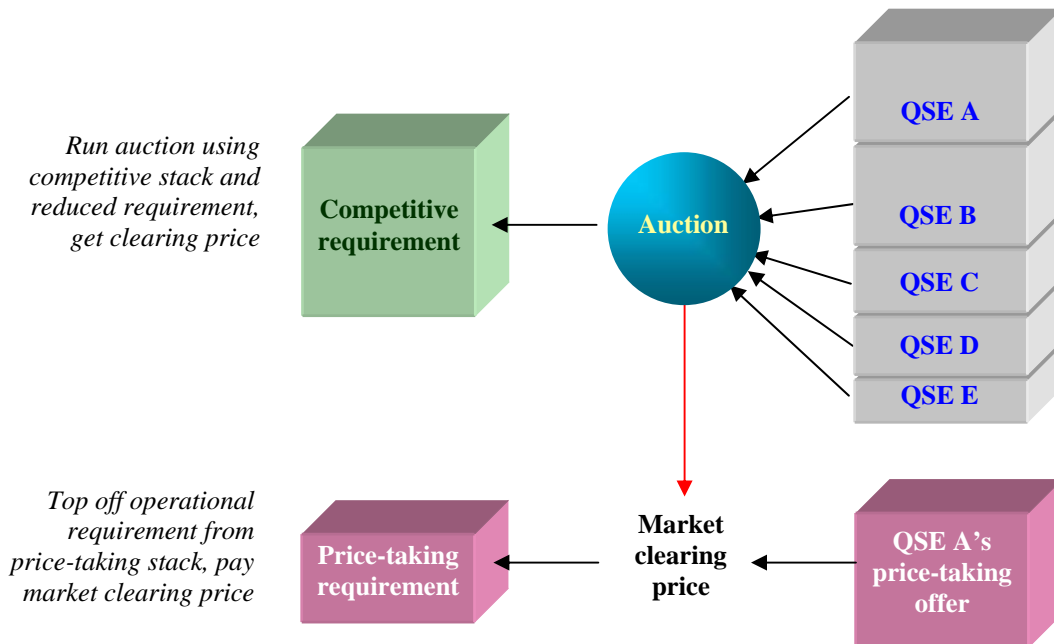 Run auction using
competitive stack and
reduced requirement,
get clearing price
Competitive
requirement
Auction
QSE A
QSE B
QSE C
QSE D
QSE E
Top off operational
requirement from
price-taking stack, pay
market clearing price
Price-taking
requirement
Market
clearing
price
QSE A’s
price-taking
offer